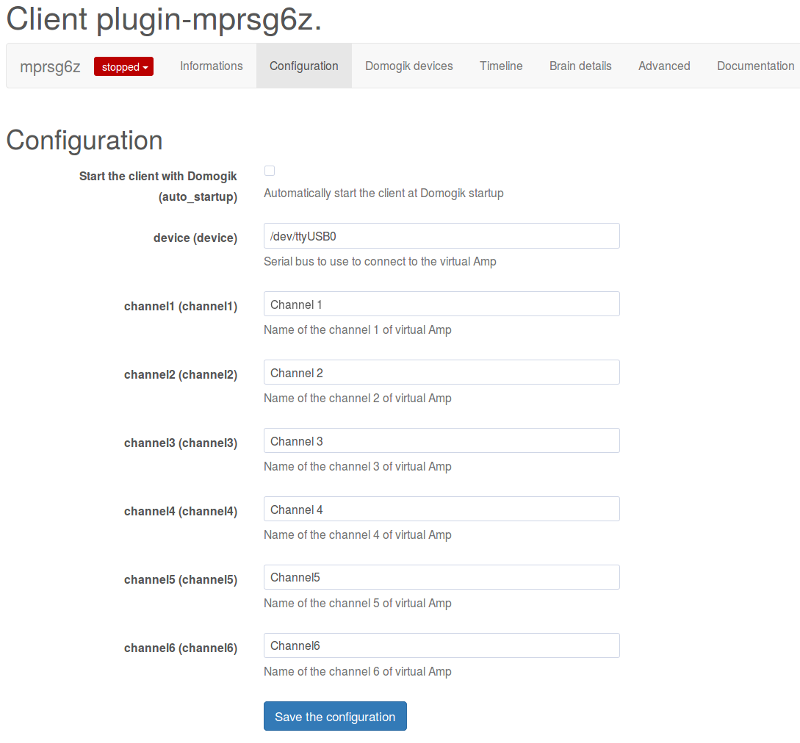 Client plugin-mprsg6z.
mprsg6z stopped Informations Configuration Domogik devices Timeline Brain details Advanced Documentation
Configuration
Start the client with Domogik
(auto_startup)
Automatically start the client at Domogik startup
device (device)
/dev/ttyUSB0
Serial bus to use to connect to the virtual Amp
channel1 (channel1)
Channel 1
Name of the channel 1 of virtual Amp
channel2 (channel2)
Channel 2
Name of the channel 2 of virtual Amp
channel3 (channel3)
Channel 3
Name of the channel 3 of virtual Amp
channel4 (channel4)
Channel 4
Name of the channel 4 of virtual Amp
channel5 (channel5)
Channel5
Name of the channel 5 of virtual Amp
channel6 (channel6)
Channel6
Name of the channel 6 of virtual Amp
Save the configuration